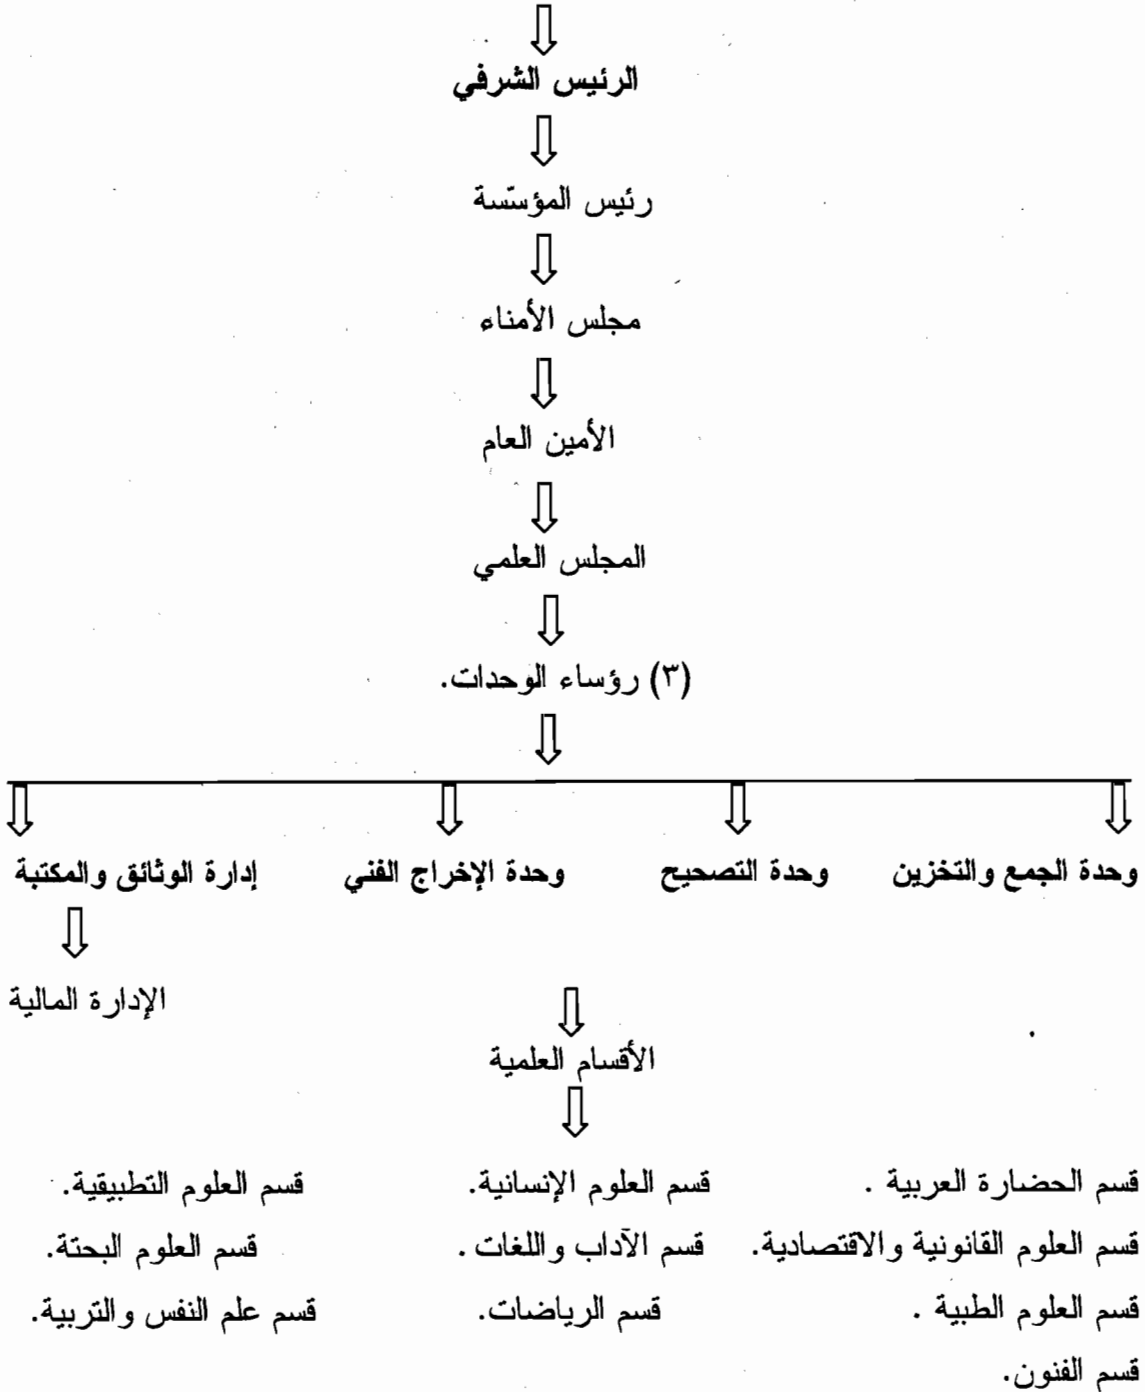 الرئيس الشرفي
رئيس المؤسّسة
مجلس الأمناء
الأمين العام
المجلس العلمي
(٣) رؤساء الوحدات.
وحدة الجمع والتخزين وحدة التصحيح وحدة الإخراج الفني إدارة الوثائق والمكتبة
الإدارة المالية
الأقسام العلمية
قسم الحضارة العربية . قسم العلوم الإنسانية. قسم العلوم التطبيقية.
قسم العلوم القانونية والاقتصادية. قسم الآداب واللغات . قسم العلوم البحتة.
قسم العلوم الطبية . قسم الرياضات. قسم علم النفس والتربية.
قسم الفنون.